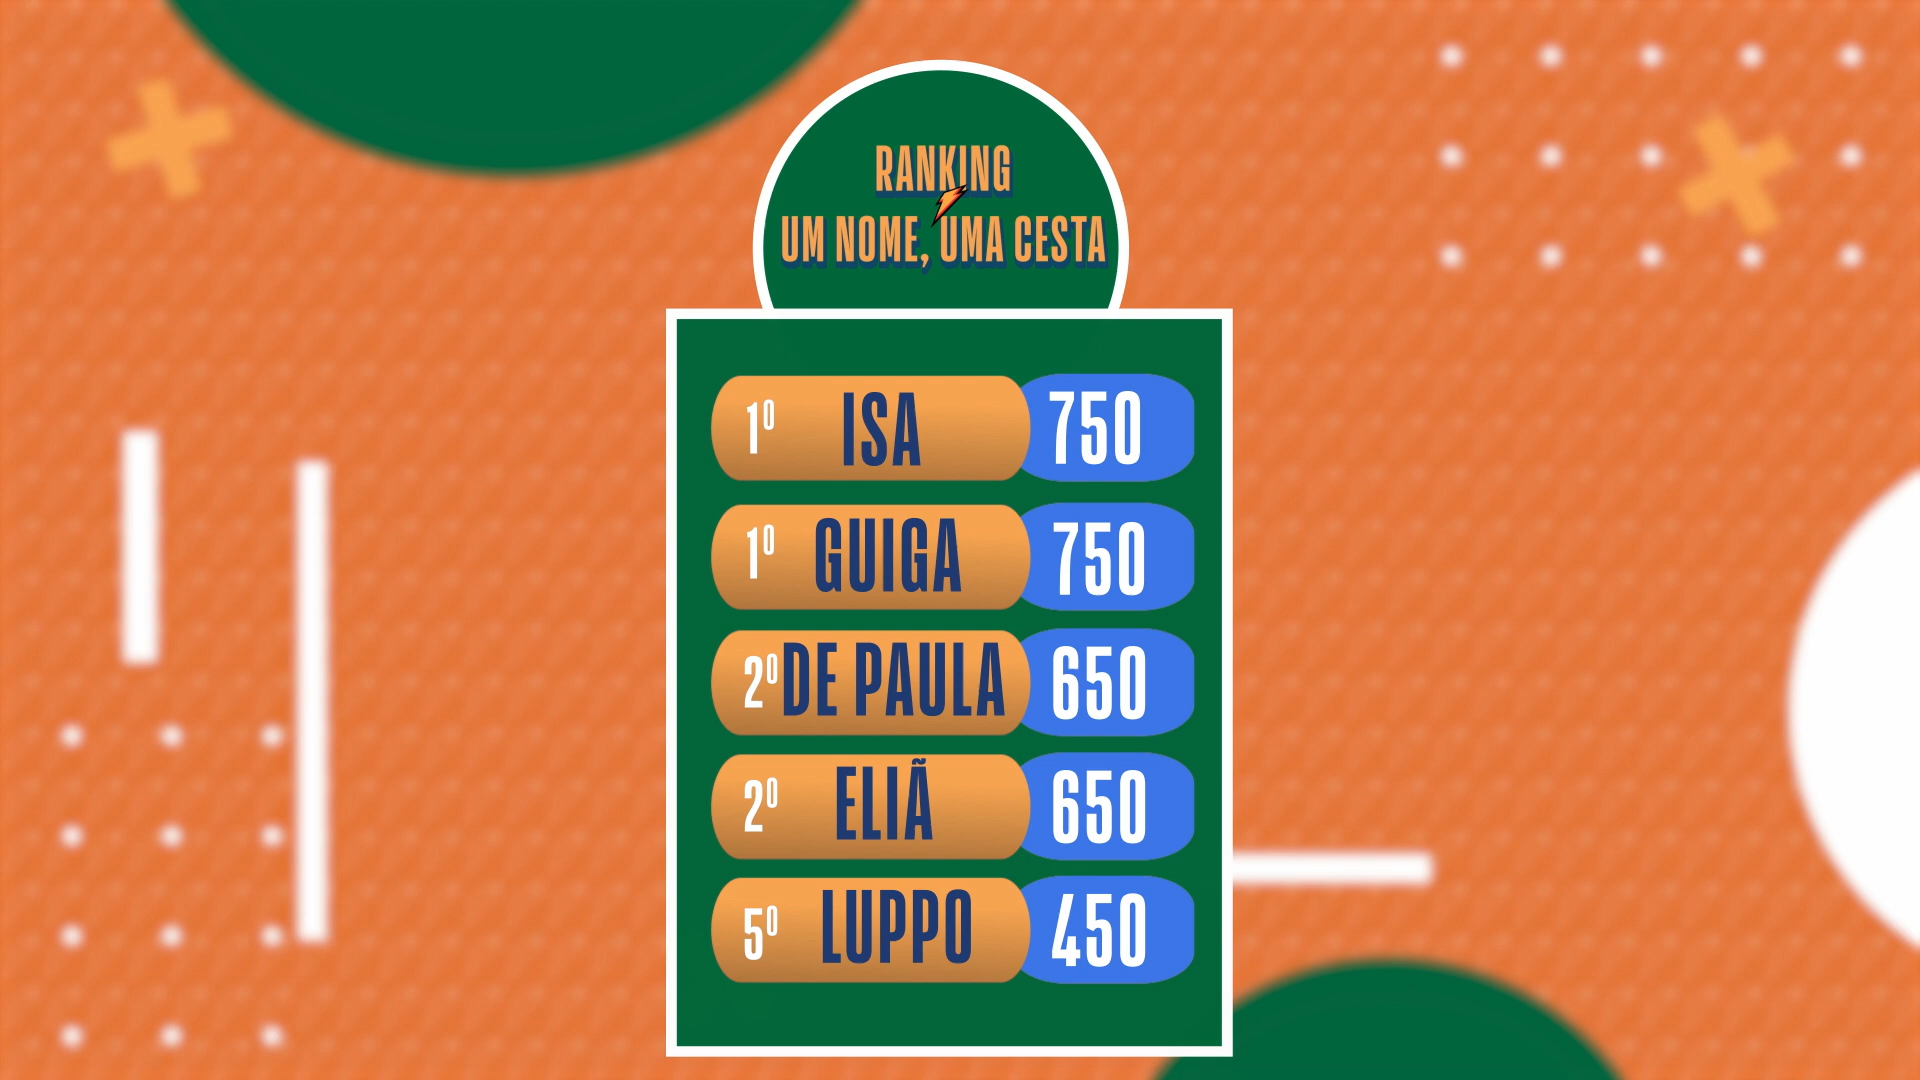 RANKING
UM NOME, UMA CESTA
1º ISA 750
1º GUIGA 750
2º DE PAULA 650
2º ELIÃ 650
5º LUPPO 450